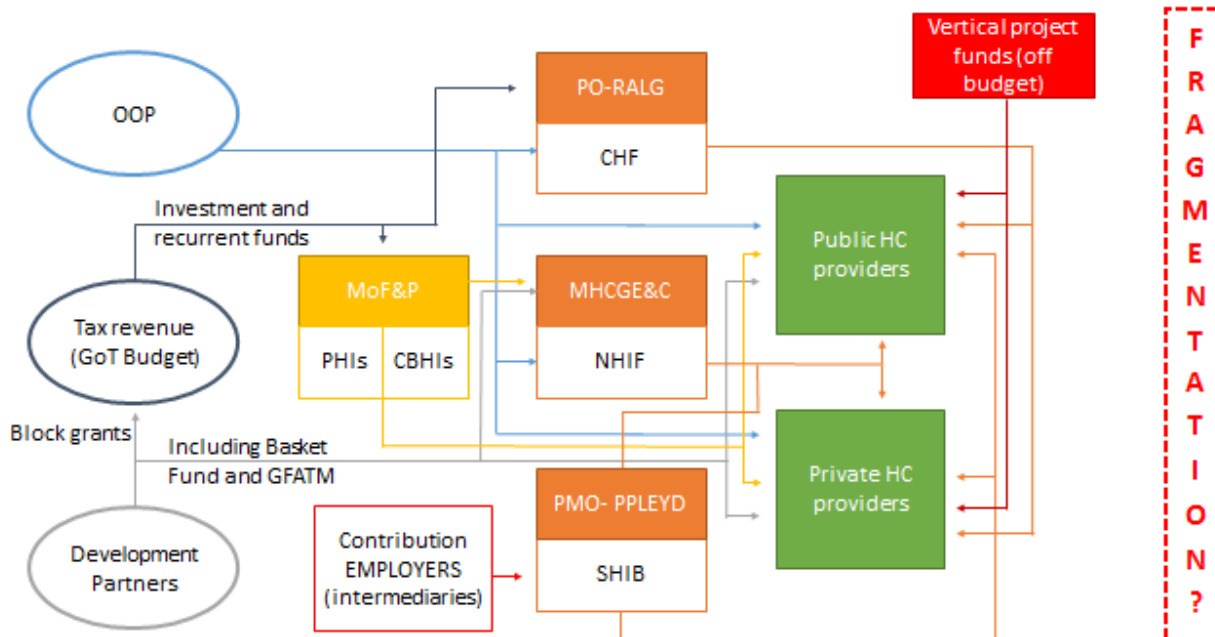 Vertical project
funds (off
budget)
OOP
PO-RALG
CHF
Investment and
recurrent funds
Public HC
providers
MoF&P
PHIs
CBHIs
MHCGE&C
NHIF
Tax revenue
(GoT Budget)
Block grants
Including Basket
Fund and GFATM
Private HC
providers
PMO- PPLEYD
SHIB
Contribution
EMPLOYERS
(intermediaries)
Development
Partners
F
R
A
G
M
E
N
T
A
T
I
O
N
?